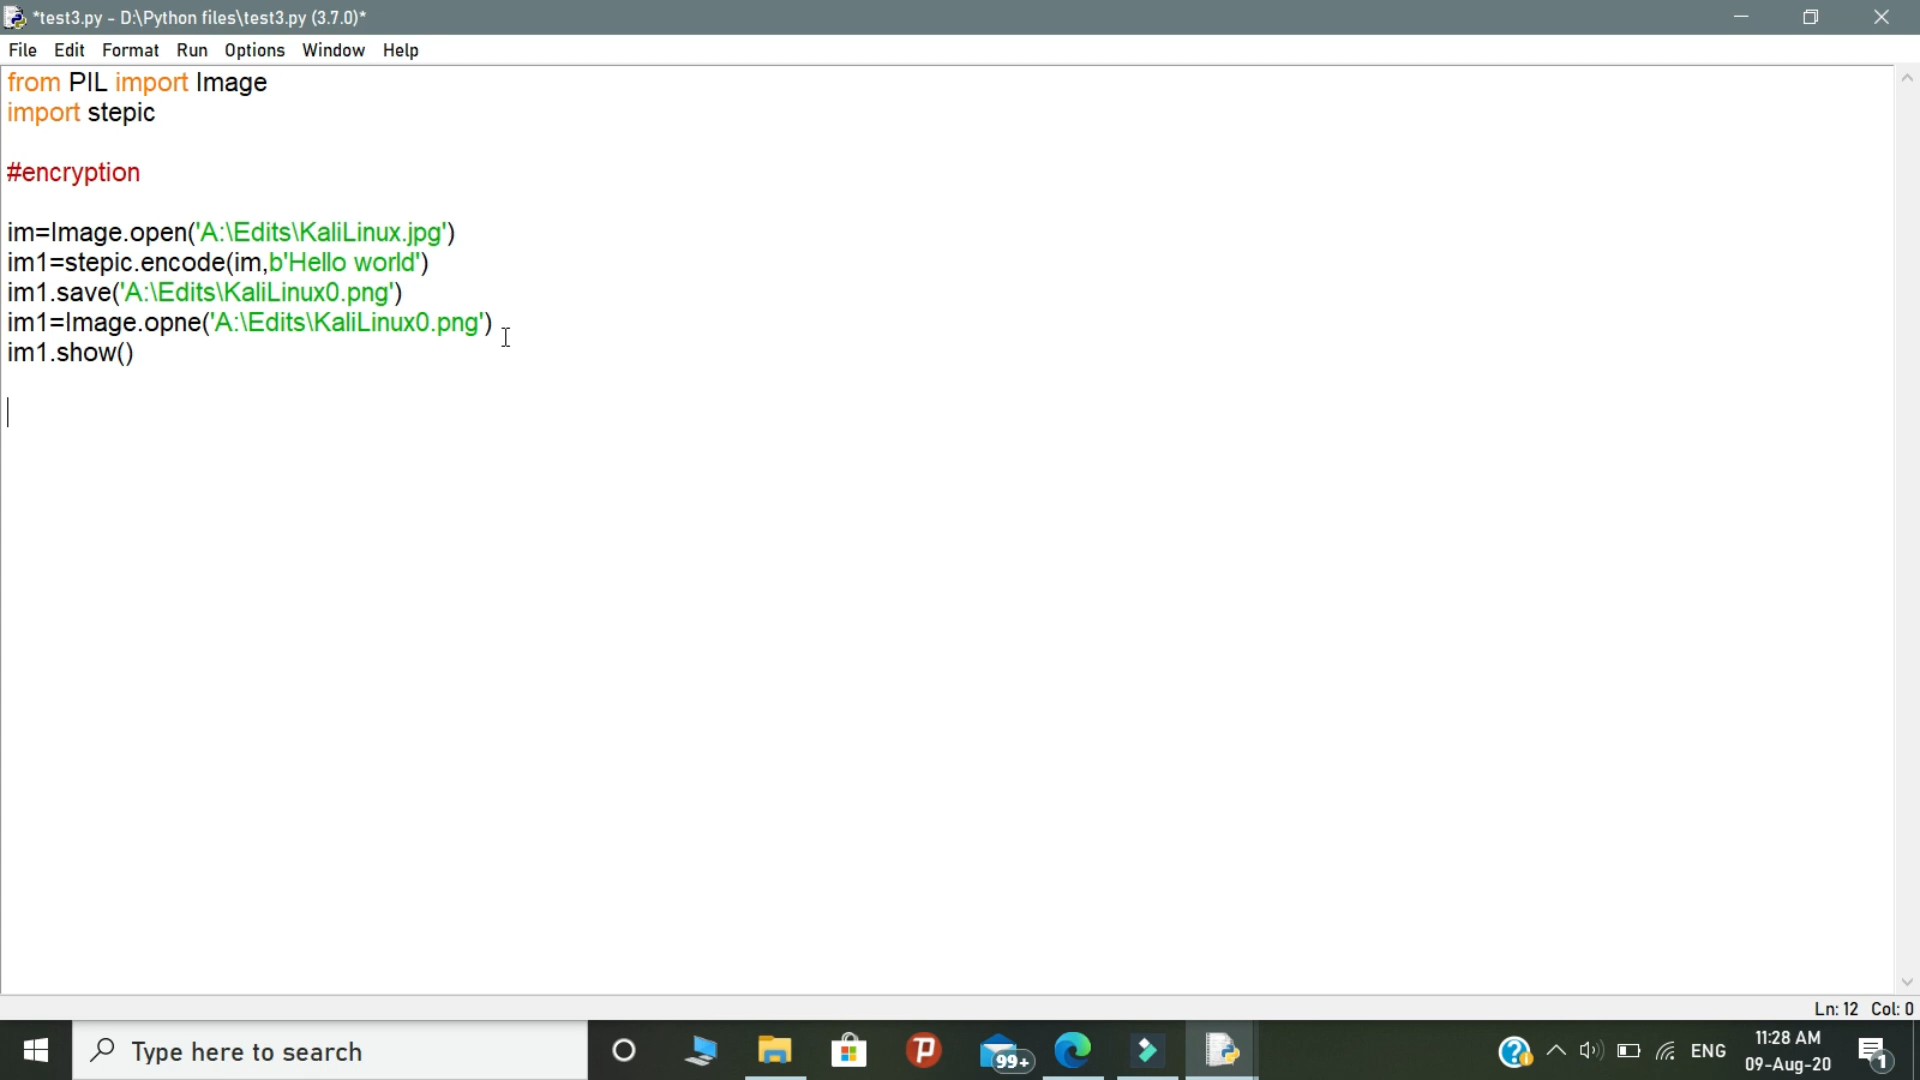 *test3.py - D:\Python files\test3.py (3.7.0)*
File Edit Format Run Options Window Help
from PIL import Image
import stepic
#encryption
im=Image.open('A:\Edits\KaliLinux.jpg')
im1=stepic.encode(im,b'Hello world')
im1.save('A:\Edits\KaliLinux0.png')
im1=Image.opne('A:\Edits\KaliLinux0.png')
im1.show()
Ln: 12 Col: 0
Type here to search
99+
ENG
11:28 AM
09-Aug-20
1